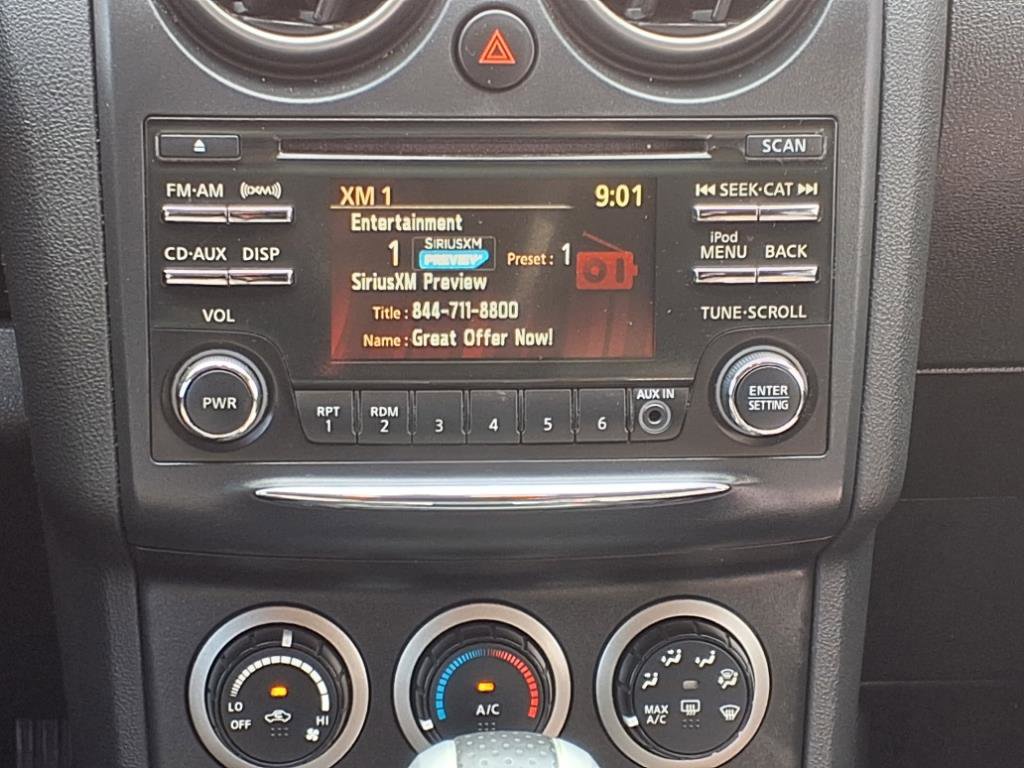 SCAN
FM·AM ((XM)) ⏮ SEEK·CAT ⏭
XM 1 9:01
Entertainment
1 SIRIUSXM PREVIEW Preset : 1
SiriusXM Preview
Title : 844-711-8800
Name : Great Offer Now!
CD·AUX DISP
iPod
MENU BACK
VOL
TUNE·SCROLL
PWR
RPT 1
RDM 2
3
4
5
6
AUX IN
ENTER
SETTING
LO
OFF
HI
A/C
MAX
A/C